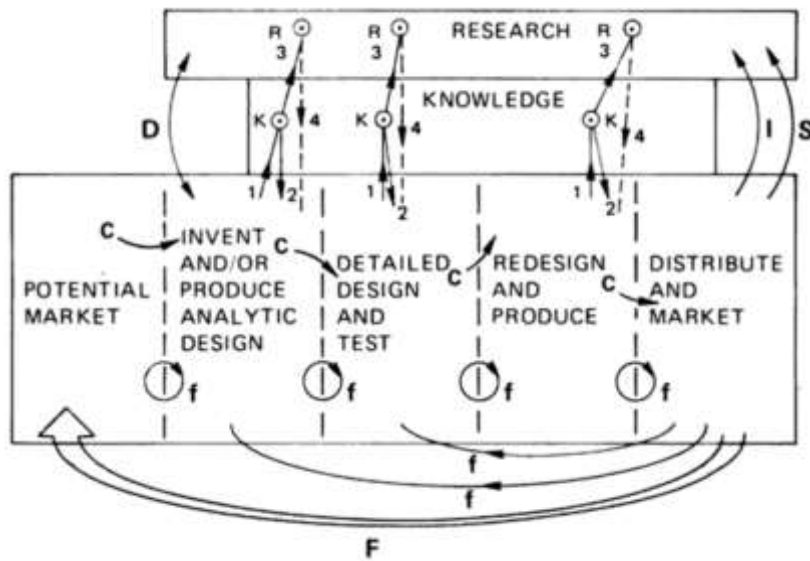 R
3
R
3
RESEARCH
R
3
KNOWLEDGE
K
4
K
4
K
4
D
I
S
1
2
1
2
1
2
C
INVENT
AND/OR
PRODUCE
ANALYTIC
DESIGN
C
DETAILED
DESIGN
AND
TEST
C
REDESIGN
AND
PRODUCE
C
DISTRIBUTE
AND
MARKET
POTENTIAL
MARKET
f
f
f
f
f
f
F